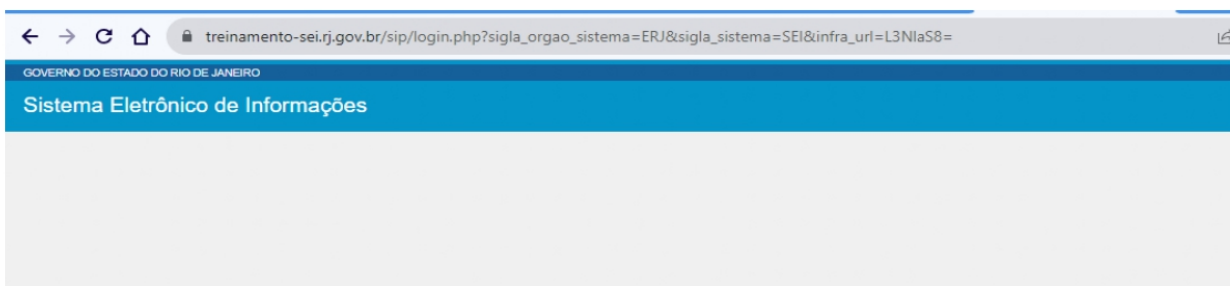 treinamento-sei.rj.gov.br/sip/login.php?sigla_orgao_sistema=ERJ&sigla_sistema=SEI&infra_url=L3NlaS8=
GOVERNO DO ESTADO DO RIO DE JANEIRO
Sistema Eletrônico de Informações